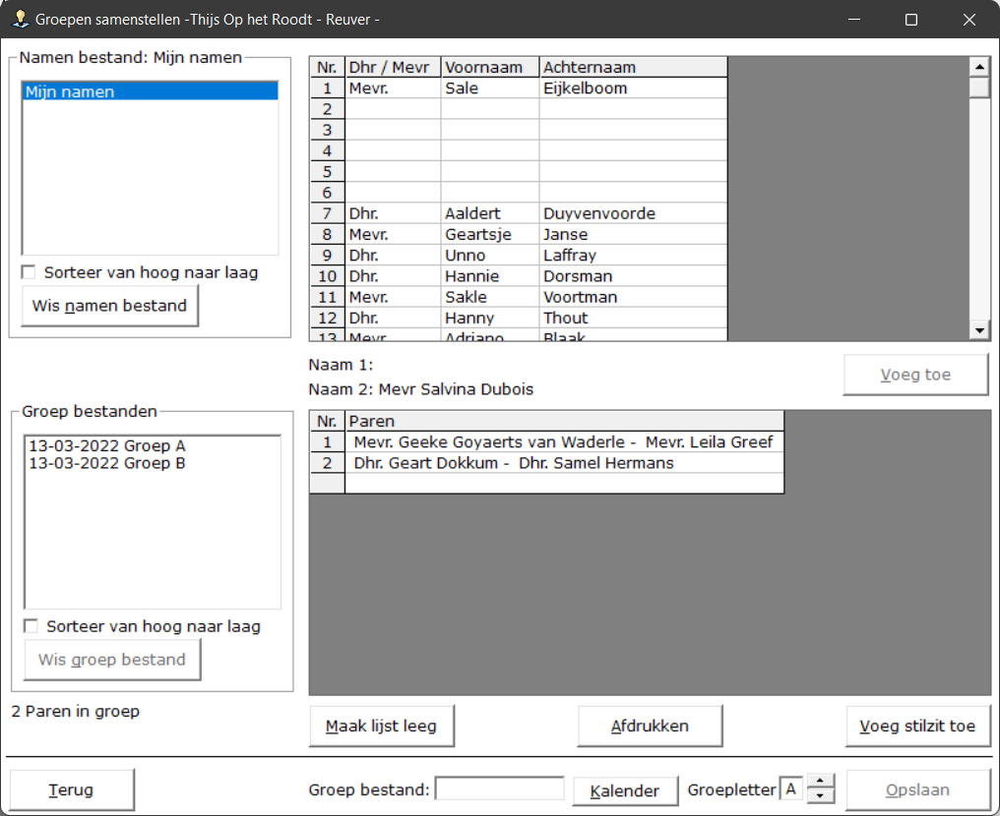 Groepen samenstellen -Thijs Op het Roodt - Reuver -
Namen bestand: Mijn namen
Mijn namen
Sorteer van hoog naar laag
Wis namen bestand
Nr. Dhr / Mevr Voornaam Achternaam
1 Mevr. Sale Eijkelboom
2
3
4
5
6
7 Dhr. Aaldert Duyvenvoorde
8 Mevr. Geartsje Janse
9 Dhr. Unno Laffray
10 Dhr. Hannie Dorsman
11 Mevr. Sakle Voortman
12 Dhr. Hanny Thout
13 Mevr. Adriano Blaak
Naam 1:
Voeg toe
Naam 2: Mevr Salvina Dubois
Groep bestanden
13-03-2022 Groep A
13-03-2022 Groep B
Sorteer van hoog naar laag
Wis groep bestand
2 Paren in groep
Nr. Paren
1 Mevr. Geeke Goyaerts van Waderle - Mevr. Leila Greef
2 Dhr. Geart Dokkum - Dhr. Samel Hermans
Maak lijst leeg Afdrukken Voeg stilzit toe
Terug Groep bestand: Kalender Groepletter A Opslaan